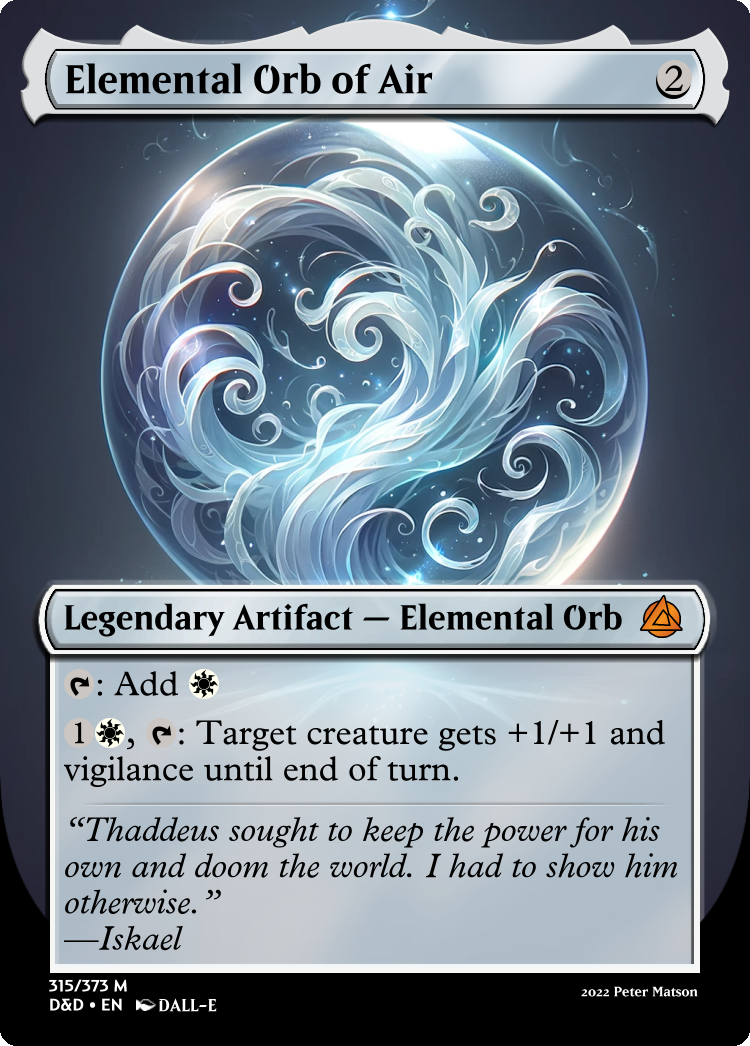 Elemental Orb of Air
2
Legendary Artifact — Elemental Orb
: Add
1, : Target creature gets +1/+1 and
vigilance until end of turn.
“Thaddeus sought to keep the power for his
own and doom the world. I had to show him
otherwise.”
—Iskael
315/373 M
D&D • EN DALL-E
2022 Peter Matson